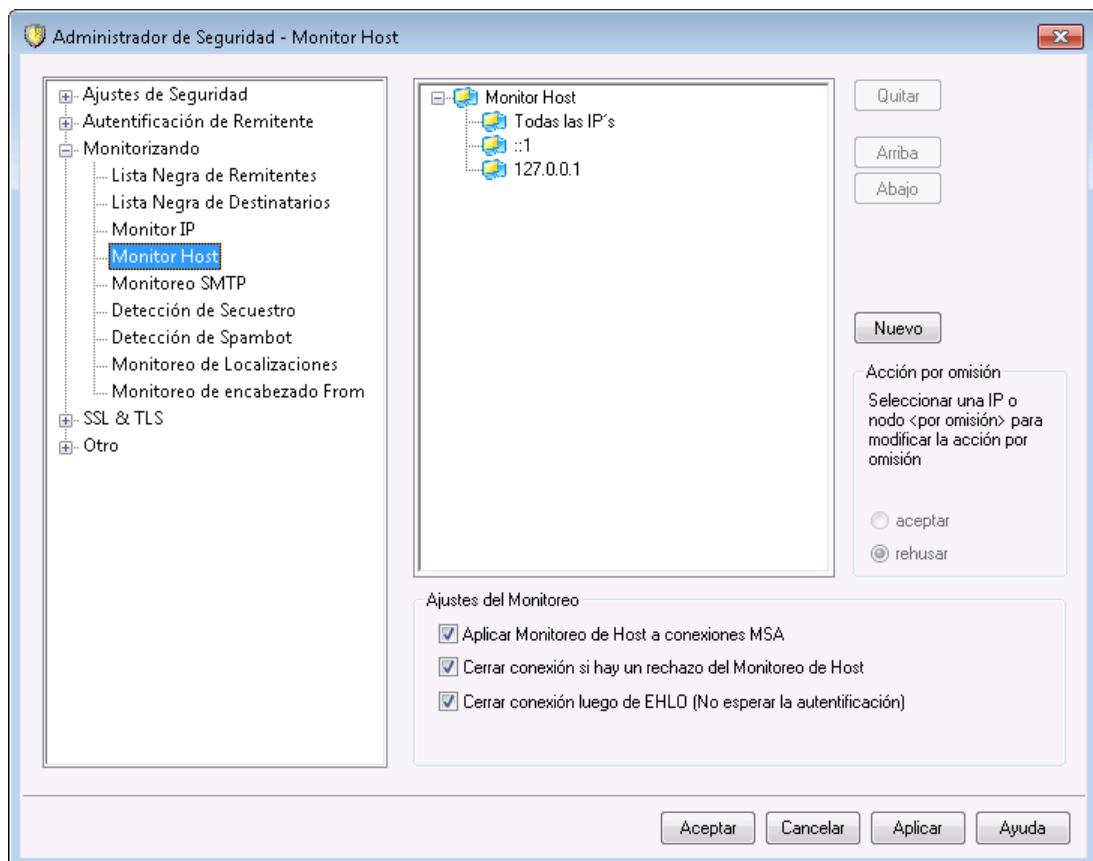 Administrador de Seguridad - Monitor Host
Ajustes de Seguridad
Autentificación de Remitente
Monitorizando
Lista Negra de Remitentes
Lista Negra de Destinatarios
Monitor IP
Monitor Host
Monitoreo SMTP
Detección de Secuestro
Detección de Spambot
Monitoreo de Localizaciones
Monitoreo de encabezado From
SSL & TLS
Otro
Monitor Host
Todas las IP´s
::1
127.0.0.1
Quitar
Arriba
Abajo
Nuevo
Acción por omisión
Seleccionar una IP o
nodo <por omisión> para
modificar la acción por
omisión
aceptar
rehusar
Ajustes del Monitoreo
Aplicar Monitoreo de Host a conexiones MSA
Cerrar conexión si hay un rechazo del Monitoreo de Host
Cerrar conexión luego de EHLO (No esperar la autentificación)
Aceptar
Cancelar
Aplicar
Ayuda